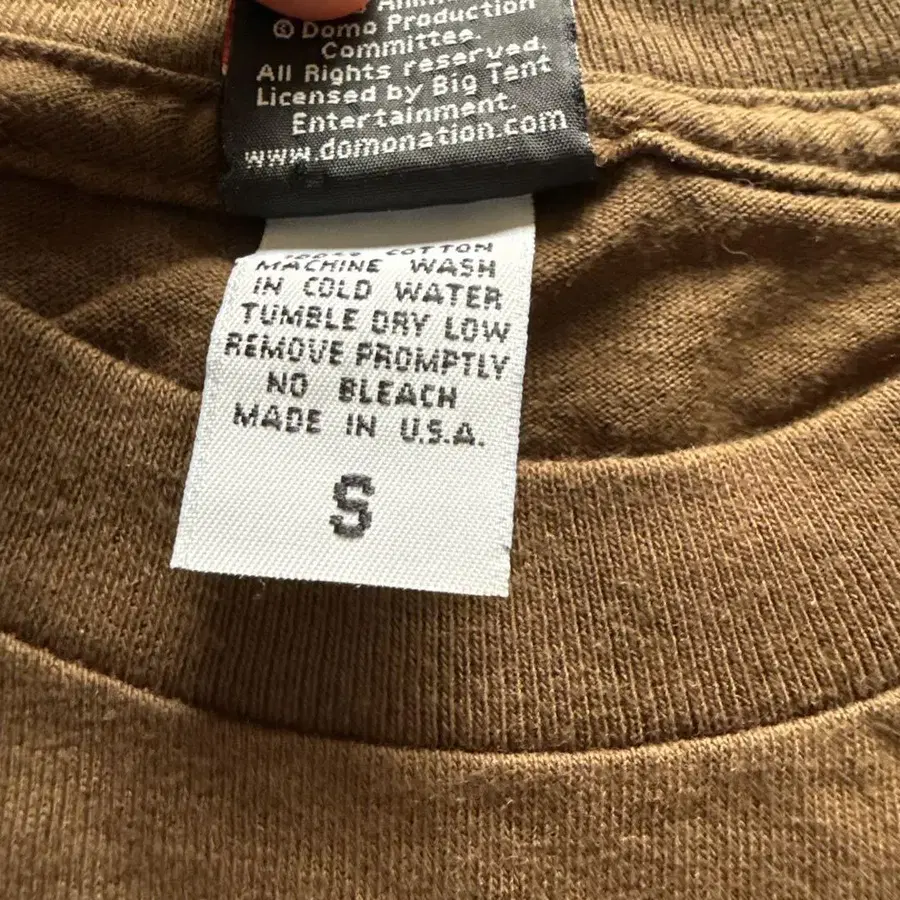 © Domo Production
Committee.
All Rights reserved.
Licensed by Big Tent
Entertainment.
www.domonation.com
COTTON
MACHINE WASH
IN COLD WATER
TUMBLE DRY LOW
REMOVE PROMPTLY
NO BLEACH
MADE IN U.S.A.
S